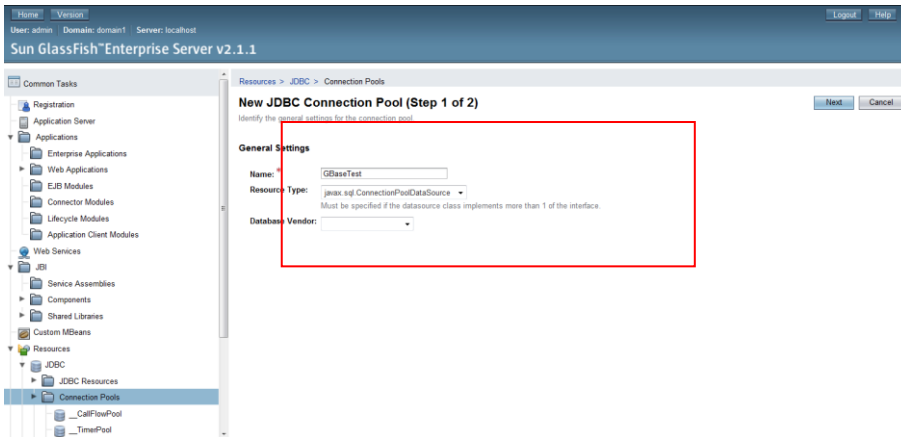 Home Version Logout Help
User: admin Domain: domain1 Server: localhost
Sun GlassFish™ Enterprise Server v2.1.1
Common Tasks
Registration
Application Server
Applications
Enterprise Applications
Web Applications
EJB Modules
Connector Modules
Lifecycle Modules
Application Client Modules
Web Services
JBI
Service Assemblies
Components
Shared Libraries
Custom MBeans
Resources
JDBC
JDBC Resources
Connection Pools
__CallFlowPool
__TimerPool
Resources > JDBC > Connection Pools
New JDBC Connection Pool (Step 1 of 2) Next Cancel
Identify the general settings for the connection pool.
General Settings
Name: * GBaseTest
Resource Type: javax.sql.ConnectionPoolDataSource
Must be specified if the datasource class implements more than 1 of the interface.
Database Vendor: